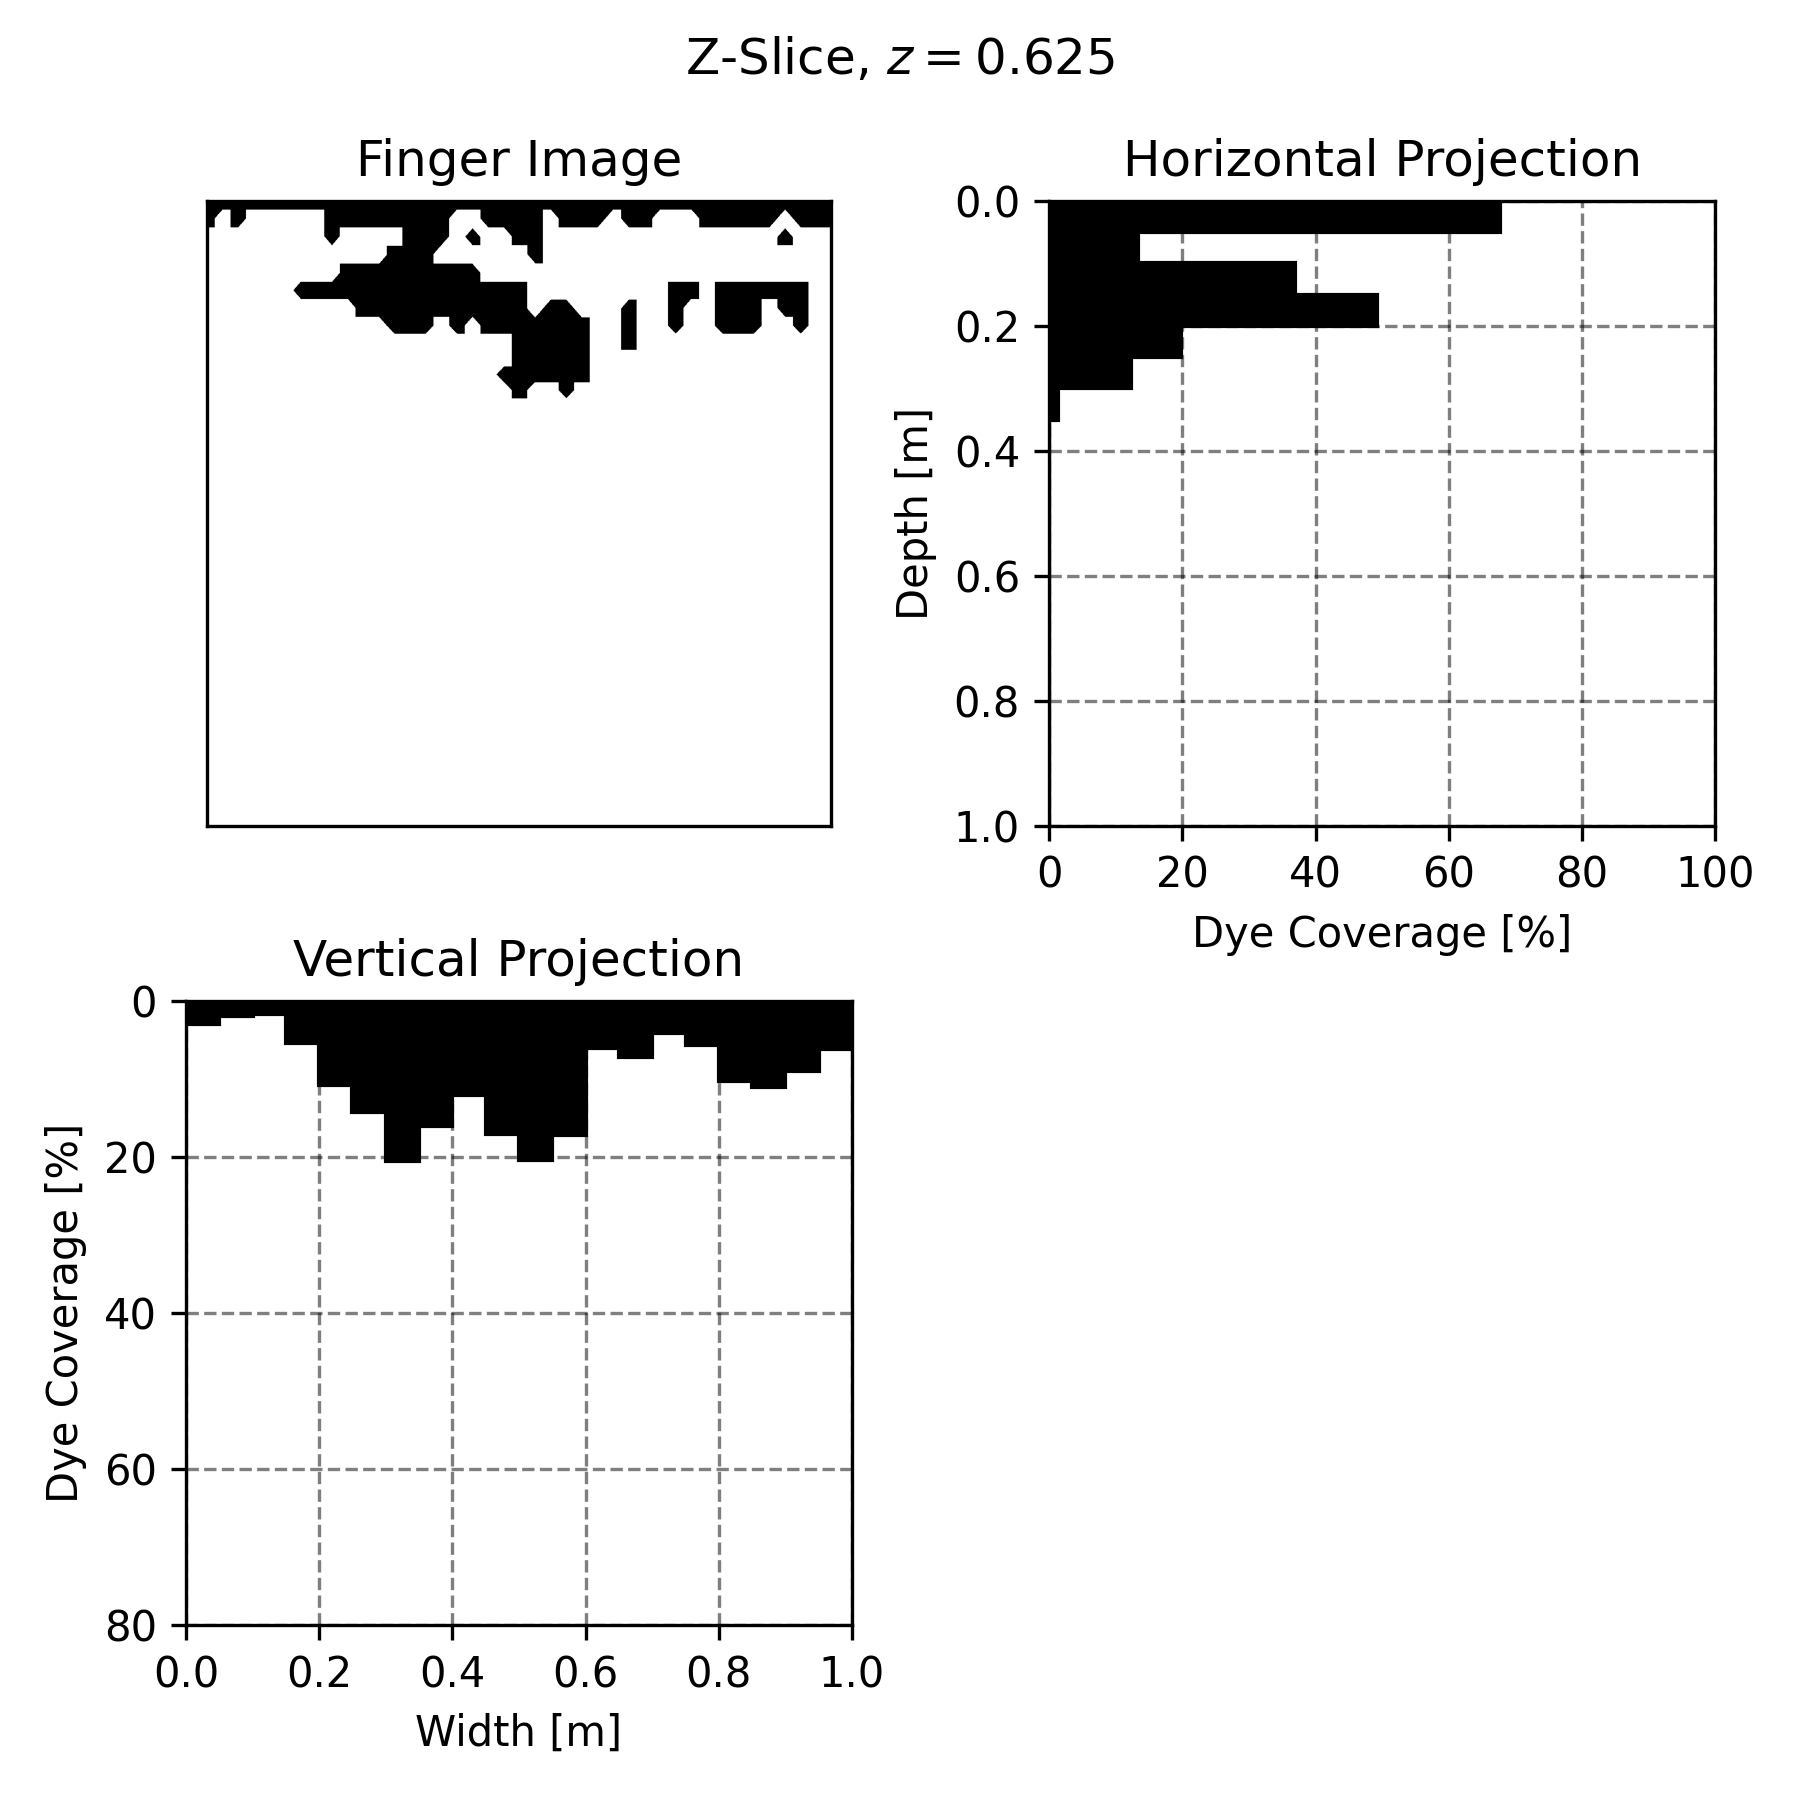 Z-Slice, z = 0.625
Finger Image
Horizontal Projection
0.0
0.2
0.4
0.6
0.8
1.0
Depth [m]
0 20 40 60 80 100
Dye Coverage [%]
Vertical Projection
0
20
40
60
80
Dye Coverage [%]
0.0 0.2 0.4 0.6 0.8 1.0
Width [m]